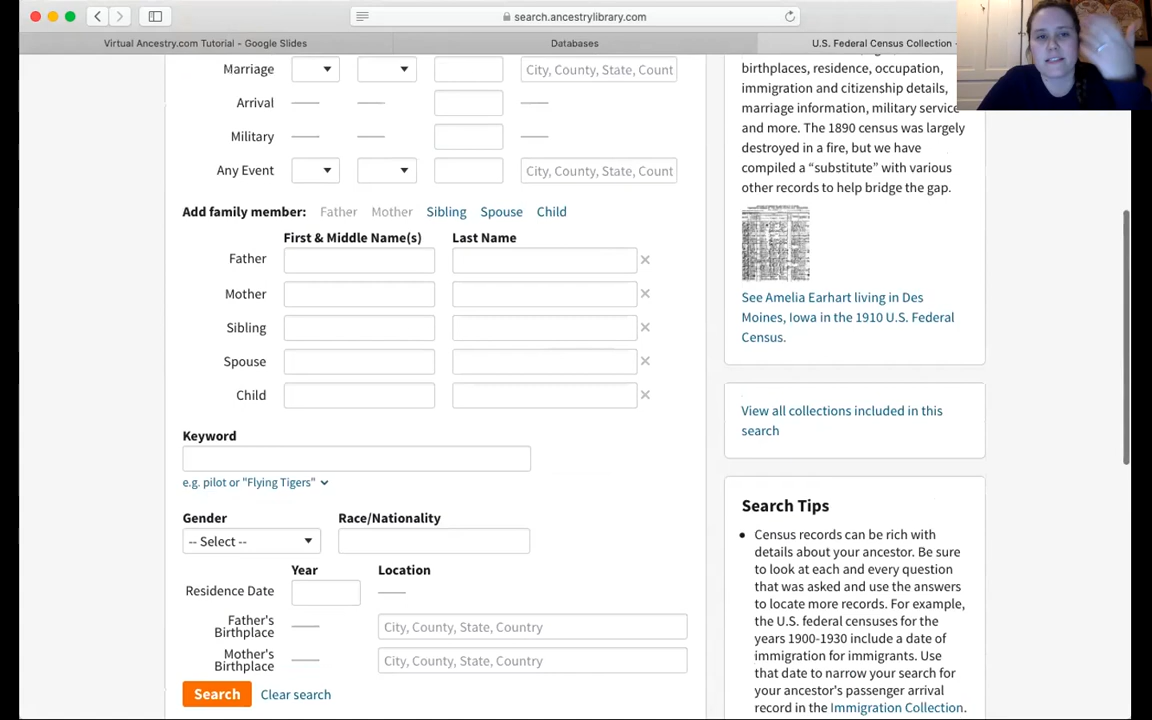 search.ancestrylibrary.com
Virtual Ancestry.com Tutorial - Google Slides
Databases
U.S. Federal Census Collection -
Marriage
City, County, State, Count
Arrival
Military
Any Event
City, County, State, Count
Add family member: Father Mother Sibling Spouse Child
First & Middle Name(s) Last Name
Father
Mother
Sibling
Spouse
Child
Keyword
e.g. pilot or "Flying Tigers"
Gender Race/Nationality
-- Select --
Year Location
Residence Date
Father's
Birthplace
City, County, State, Country
Mother's
Birthplace
City, County, State, Country
Search Clear search
birthplaces, residence, occupation,
immigration and citizenship details,
marriage information, military service
and more. The 1890 census was largely
destroyed in a fire, but we have
compiled a “substitute” with various
other records to help bridge the gap.
See Amelia Earhart living in Des
Moines, Iowa in the 1910 U.S. Federal
Census.
View all collections included in this
search
Search Tips
Census records can be rich with
details about your ancestor. Be sure
to look at each and every question
that was asked and use the answers
to locate more records. For example,
the U.S. federal censuses for the
years 1900-1930 include a date of
immigration for immigrants. Use
that date to narrow your search for
your ancestor's passenger arrival
record in the Immigration Collection.